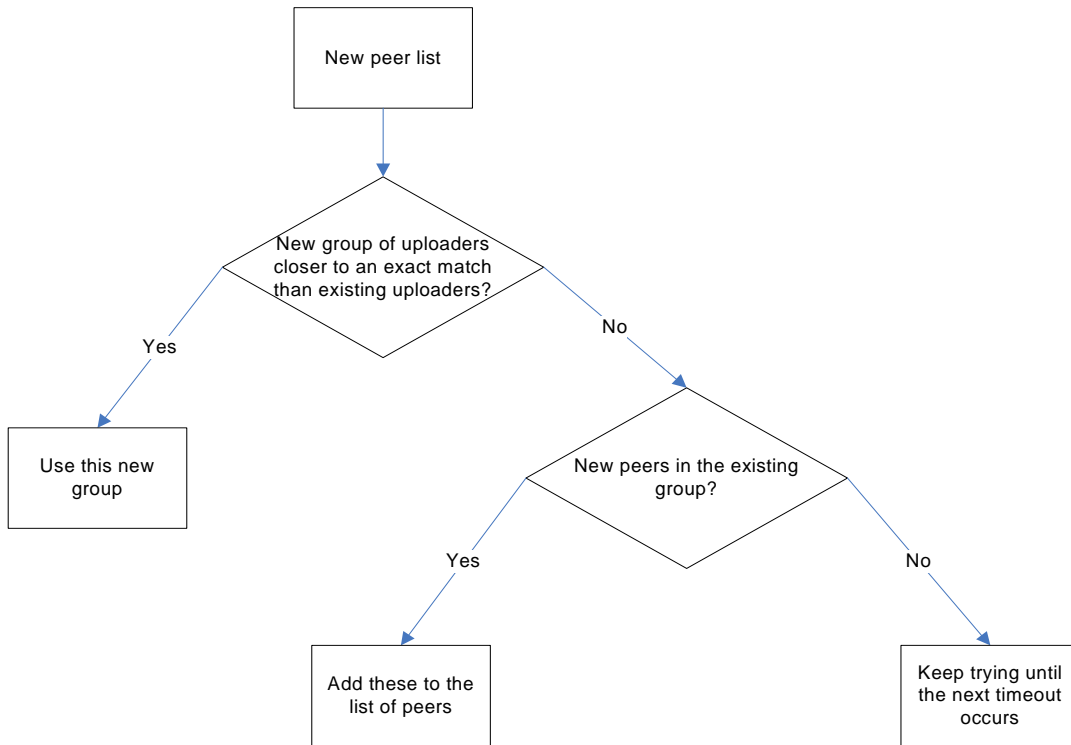 New peer list
New group of uploaders
closer to an exact match
than existing uploaders?
Yes
No
Use this new
group
New peers in the existing
group?
Yes
No
Add these to the
list of peers
Keep trying until
the next timeout
occurs